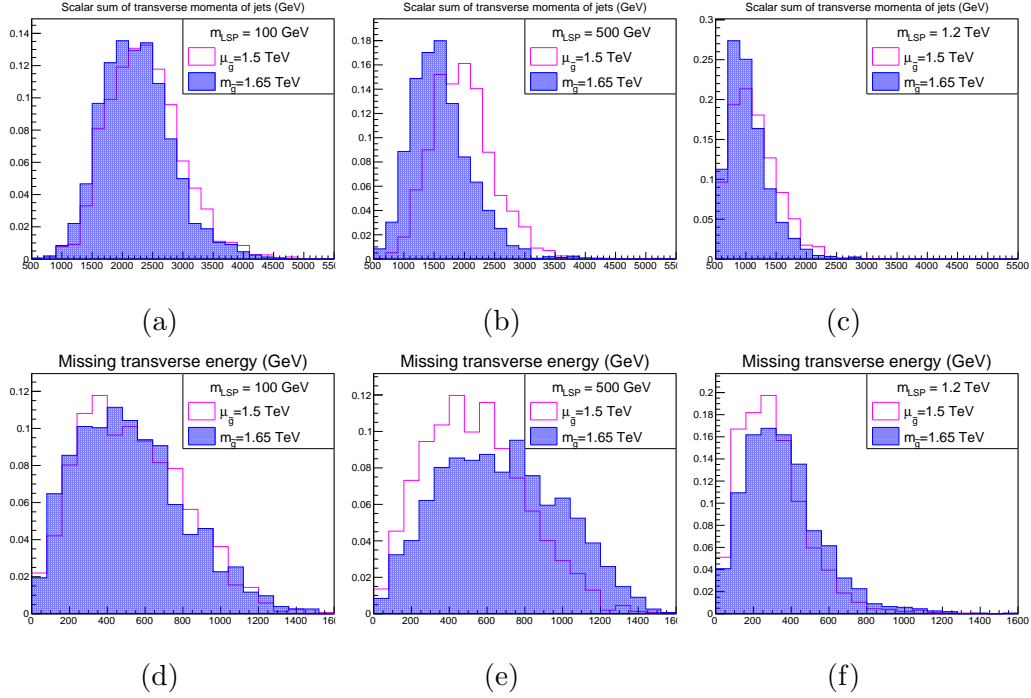 Scalar sum of transverse momenta of jets (GeV)
m_LSP = 100 GeV
μ_g̃=1.5 TeV
m_g̃=1.65 TeV
0.14
0.12
0.1
0.08
0.06
0.04
0.02
0
500 1000 1500 2000 2500 3000 3500 4000 4500 5000 5500
(a)
Scalar sum of transverse momenta of jets (GeV)
m_LSP = 500 GeV
μ_g̃=1.5 TeV
m_g̃=1.65 TeV
0.18
0.16
0.14
0.12
0.1
0.08
0.06
0.04
0.02
0
500 1000 1500 2000 2500 3000 3500 4000 4500 5000 5500
(b)
Scalar sum of transverse momenta of jets (GeV)
m_LSP = 1.2 TeV
μ_g̃=1.5 TeV
m_g̃=1.65 TeV
0.3
0.25
0.2
0.15
0.1
0.05
0
500 1000 1500 2000 2500 3000 3500 4000 4500 5000 5500
(c)
Missing transverse energy (GeV)
m_LSP = 100 GeV
μ_g̃=1.5 TeV
m_g̃=1.65 TeV
0.12
0.1
0.08
0.06
0.04
0.02
0
0 200 400 600 800 1000 1200 1400 1600
(d)
Missing transverse energy (GeV)
m_LSP = 500 GeV
μ_g̃=1.5 TeV
m_g̃=1.65 TeV
0.12
0.1
0.08
0.06
0.04
0.02
0
0 200 400 600 800 1000 1200 1400 1600
(e)
Missing transverse energy (GeV)
m_LSP = 1.2 TeV
μ_g̃=1.5 TeV
m_g̃=1.65 TeV
0.2
0.18
0.16
0.14
0.12
0.1
0.08
0.06
0.04
0.02
0
0 200 400 600 800 1000 1200 1400 1600
(f)